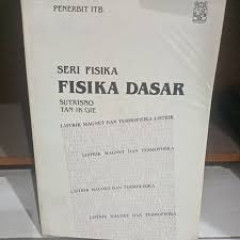 PENERBIT ITB
SERI FISIKA
FISIKA DASAR
SUTRISNO
TAN IK GIE
LISTRIK MAGNET DAN TERMOFISIKA LISTRIK
LISTRIK MAGNET DAN TERMOFISIKA
LISTRIK MAGNET DAN TERMOFISIKA
LISTRIK MAGNET DAN TERMOFISIKA